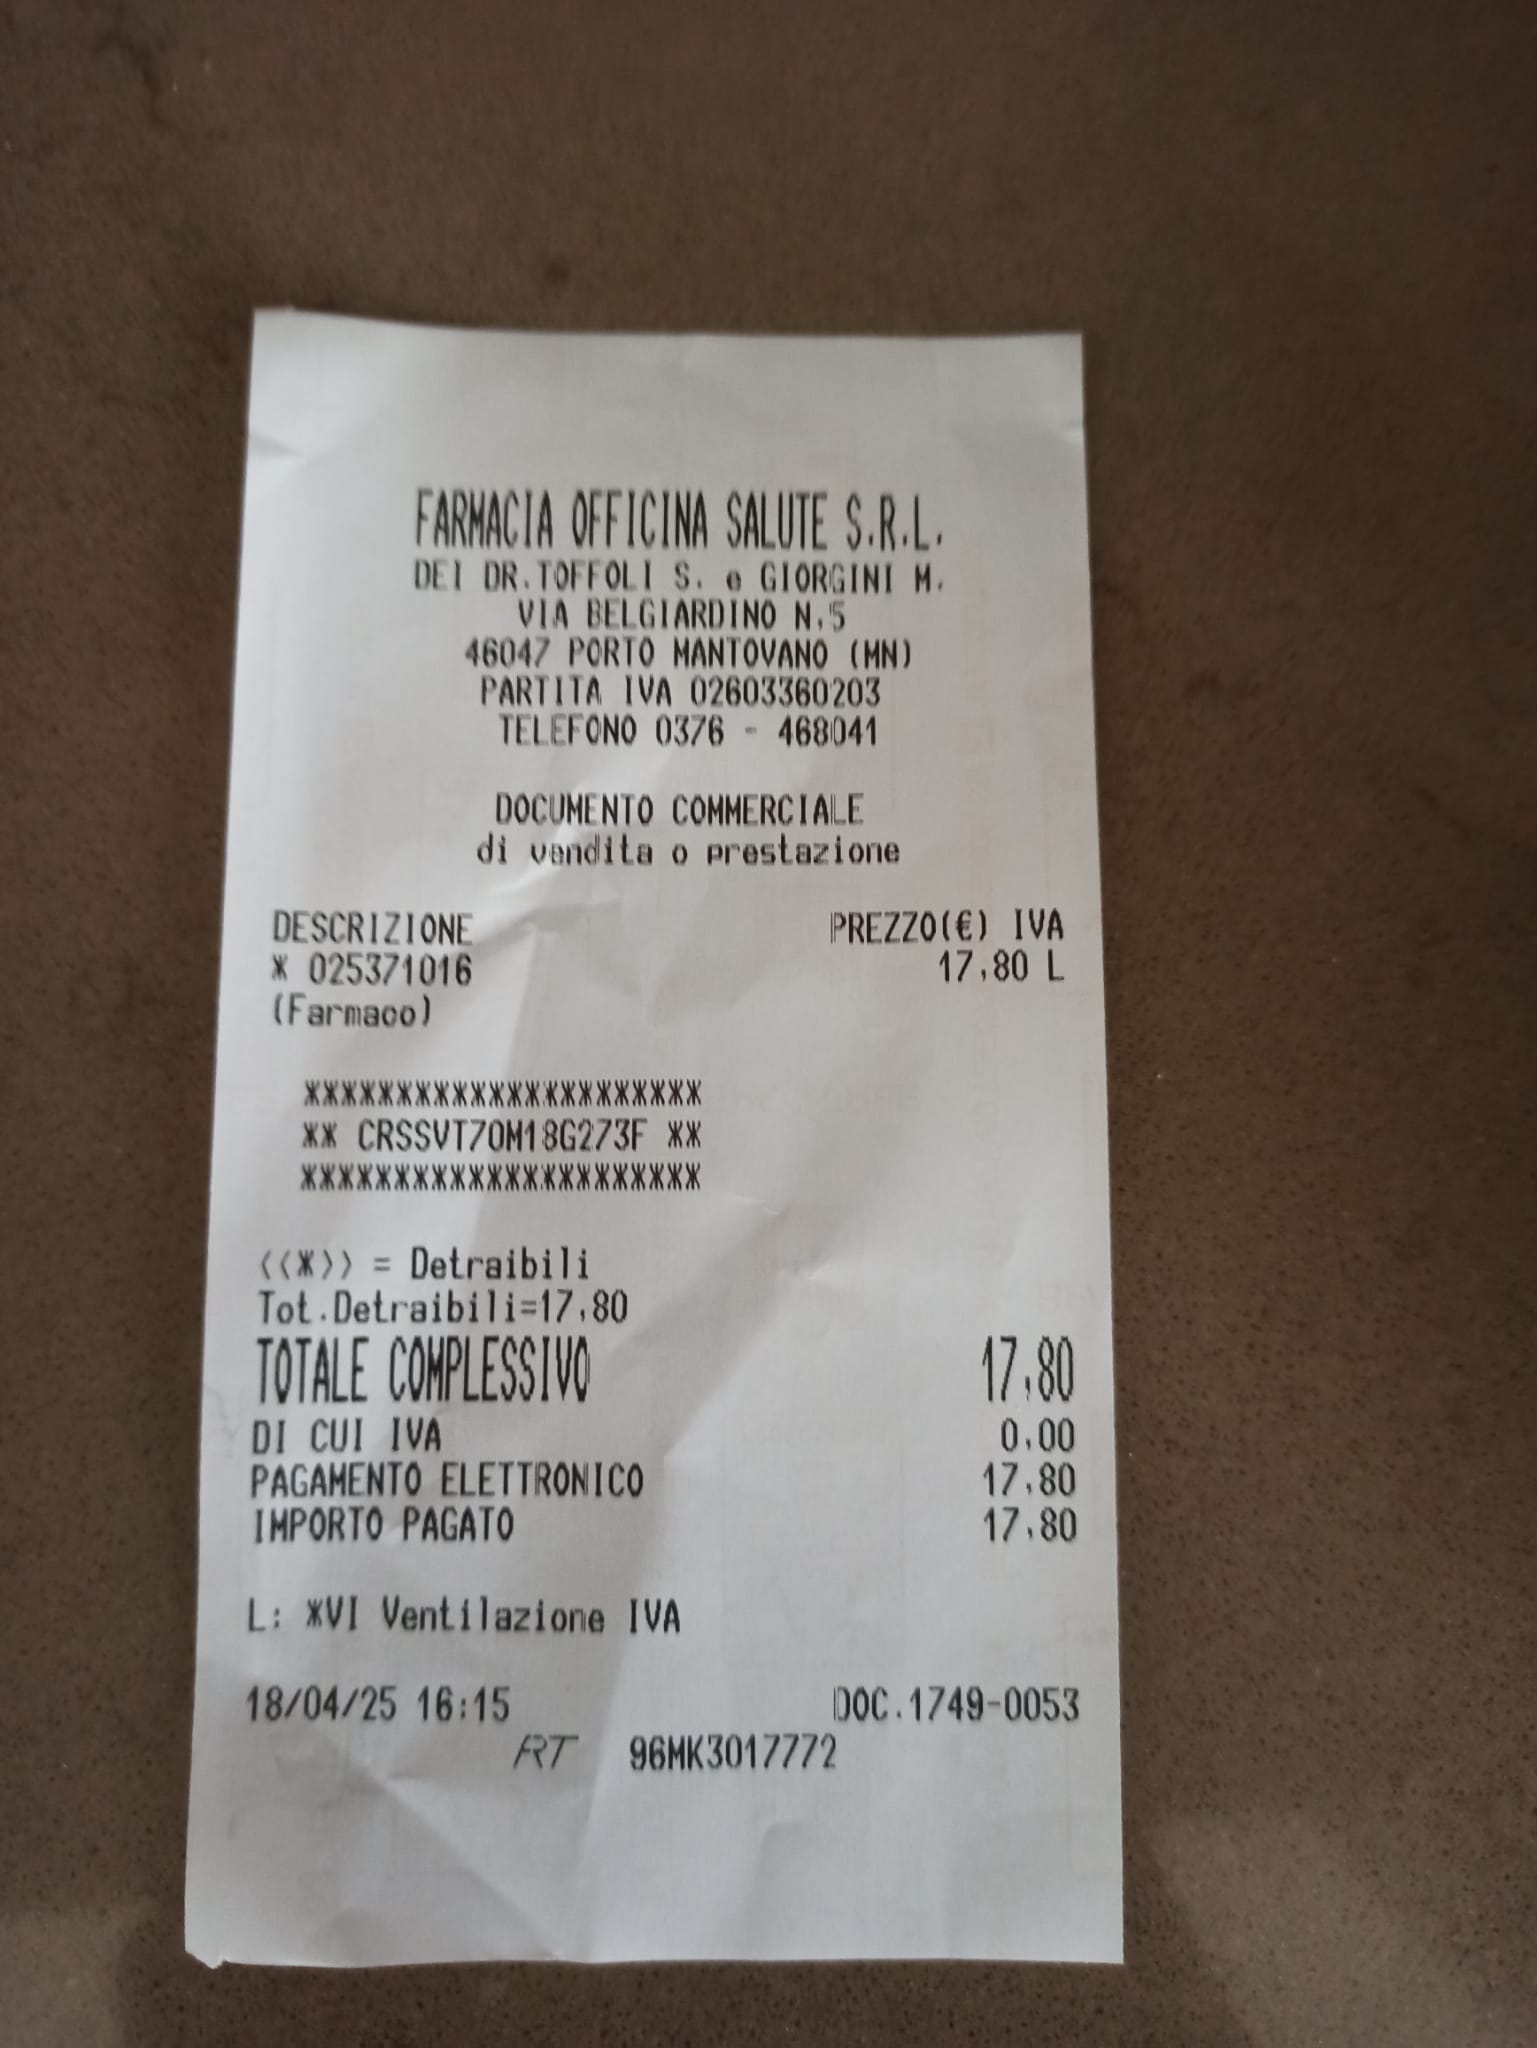 FARMACIA OFFICINA SALUTE S.R.L.
DEI DR.TOFFOLI S. e GIORGINI M.
VIA BELGIARDINO N.5
46047 PORTO MANTOVANO (MN)
PARTITA IVA 02603360203
TELEFONO 0376 - 468041
DOCUMENTO COMMERCIALE
di vendita o prestazione
DESCRIZIONE PREZZO(€) IVA
* 025371016 17,80 L
(Farmaco)
**********************
** CRSSVT70M18G273F **
**********************
<<*>> = Detraibili
Tot.Detraibili=17,80
TOTALE COMPLESSIVO 17,80
DI CUI IVA 0,00
PAGAMENTO ELETTRONICO 17,80
IMPORTO PAGATO 17,80
L: *VI Ventilazione IVA
18/04/25 16:15 DOC.1749-0053
RT 96MK3017772